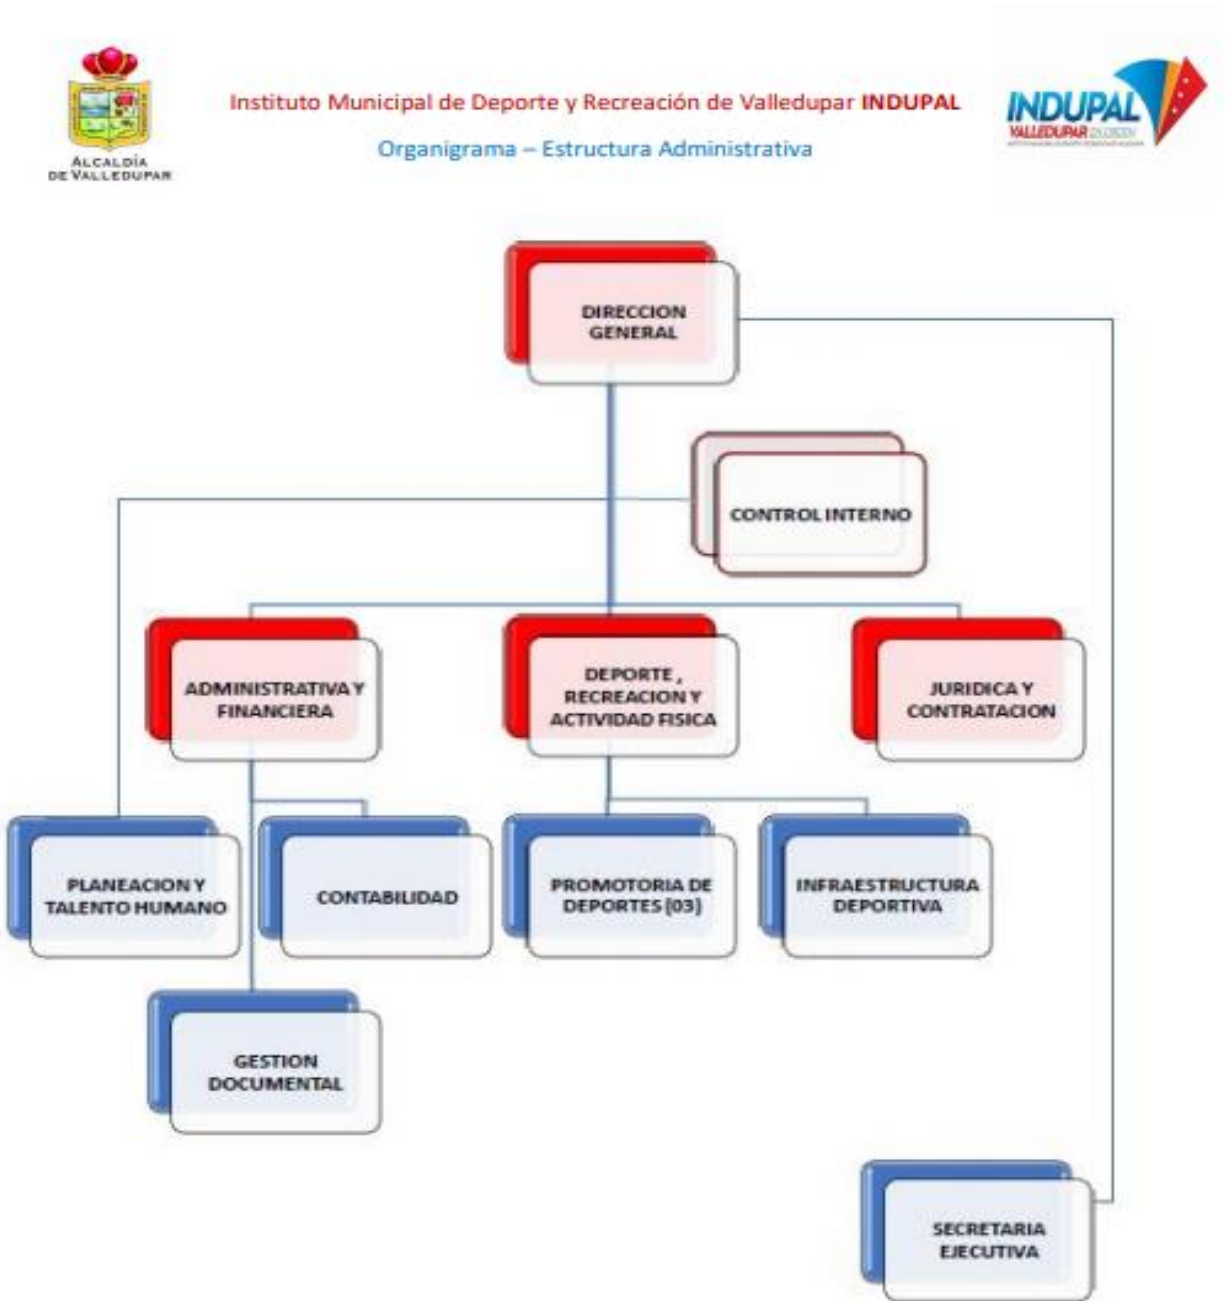 ALCALDÍA
DE VALLEDUPAR
Instituto Municipal de Deporte y Recreación de Valledupar INDUPAL
Organigrama – Estructura Administrativa
INDUPAL
VALLEDUPAR EN ORDEN
DIRECCION
GENERAL
CONTROL INTERNO
ADMINISTRATIVA Y
FINANCIERA
DEPORTE ,
RECREACION Y
ACTIVIDAD FISICA
JURIDICA Y
CONTRATACION
PLANEACION Y
TALENTO HUMANO
CONTABILIDAD
PROMOTORIA DE
DEPORTES (03)
INFRAESTRUCTURA
DEPORTIVA
GESTION
DOCUMENTAL
SECRETARIA
EJECUTIVA